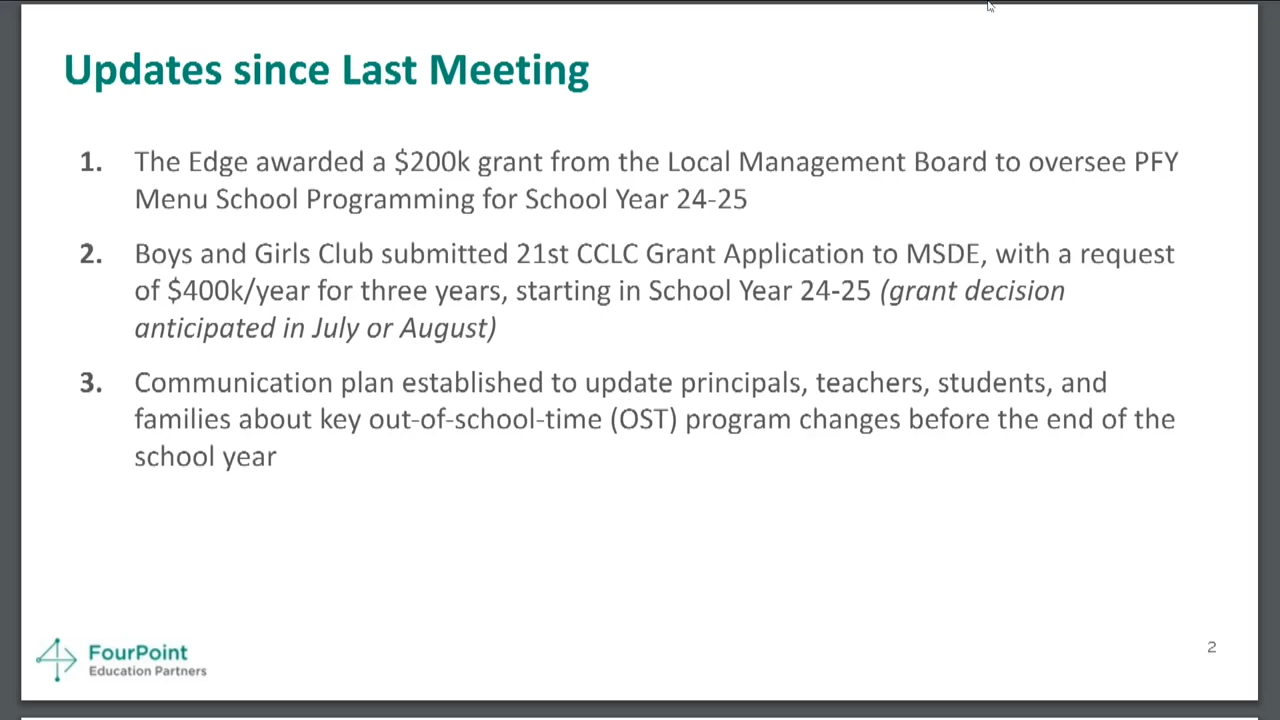 Updates since Last Meeting
1. The Edge awarded a $200k grant from the Local Management Board to oversee PFY
Menu School Programming for School Year 24-25
2. Boys and Girls Club submitted 21st CCLC Grant Application to MSDE, with a request
of $400k/year for three years, starting in School Year 24-25 (grant decision
anticipated in July or August)
3. Communication plan established to update principals, teachers, students, and
families about key out-of-school-time (OST) program changes before the end of the
school year
FourPoint
Education Partners
2